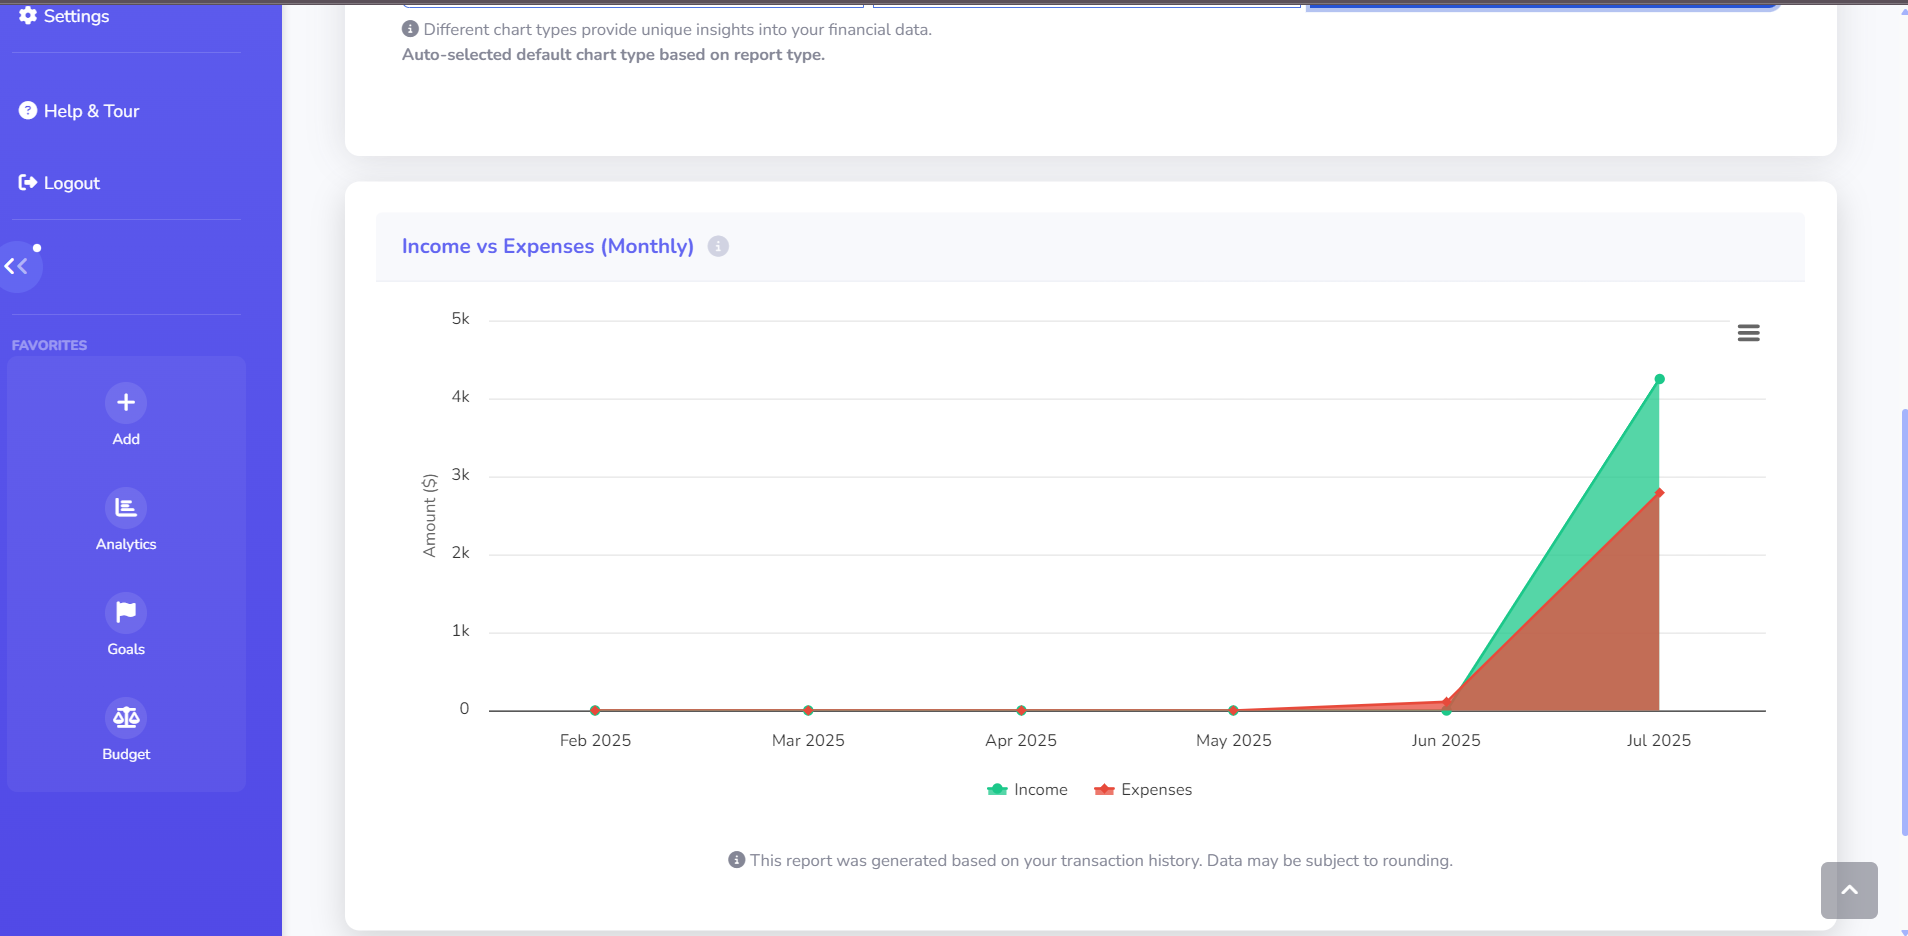 Settings
Help & Tour
Logout
FAVORITES
Add
Analytics
Goals
Budget
Different chart types provide unique insights into your financial data.
Auto-selected default chart type based on report type.
Income vs Expenses (Monthly)
5k
4k
3k
2k
1k
0
Amount ($)
Feb 2025
Mar 2025
Apr 2025
May 2025
Jun 2025
Jul 2025
Income
Expenses
This report was generated based on your transaction history. Data may be subject to rounding.